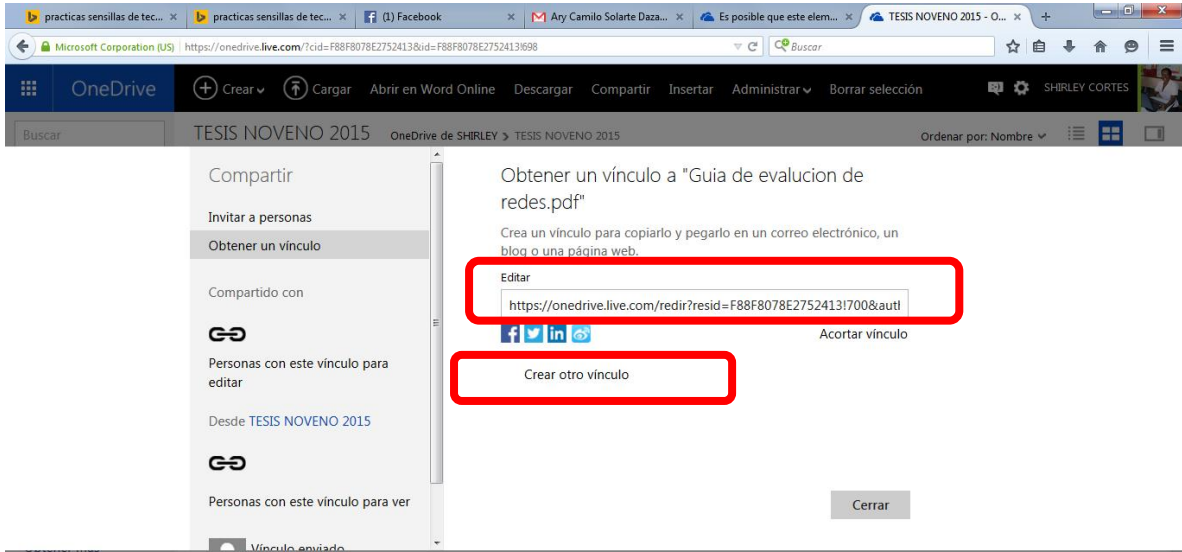 practicas sensillas de tec...
practicas sensillas de tec...
(1) Facebook
Ary Camilo Solarte Daza...
Es posible que este elem...
TESIS NOVENO 2015 - O...
Microsoft Corporation (US)
https://onedrive.live.com/?cid=F88F8078E2752413&id=F88F8078E2752413!698
Buscar
OneDrive
Crear
Cargar
Abrir en Word Online
Descargar
Compartir
Insertar
Administrar
Borrar selección
SHIRLEY CORTES
Buscar
TESIS NOVENO 2015
OneDrive de SHIRLEY > TESIS NOVENO 2015
Ordenar por: Nombre
Compartir
Invitar a personas
Obtener un vínculo
Compartido con
Personas con este vínculo para
editar
Desde TESIS NOVENO 2015
Personas con este vínculo para ver
Vínculo enviado
Obtener un vínculo a "Guia de evalucion de
redes.pdf"
Crea un vínculo para copiarlo y pegarlo en un correo electrónico, un
blog o una página web.
Editar
https://onedrive.live.com/redir?resid=F88F8078E2752413!700&auth
Acortar vínculo
Crear otro vínculo
Cerrar